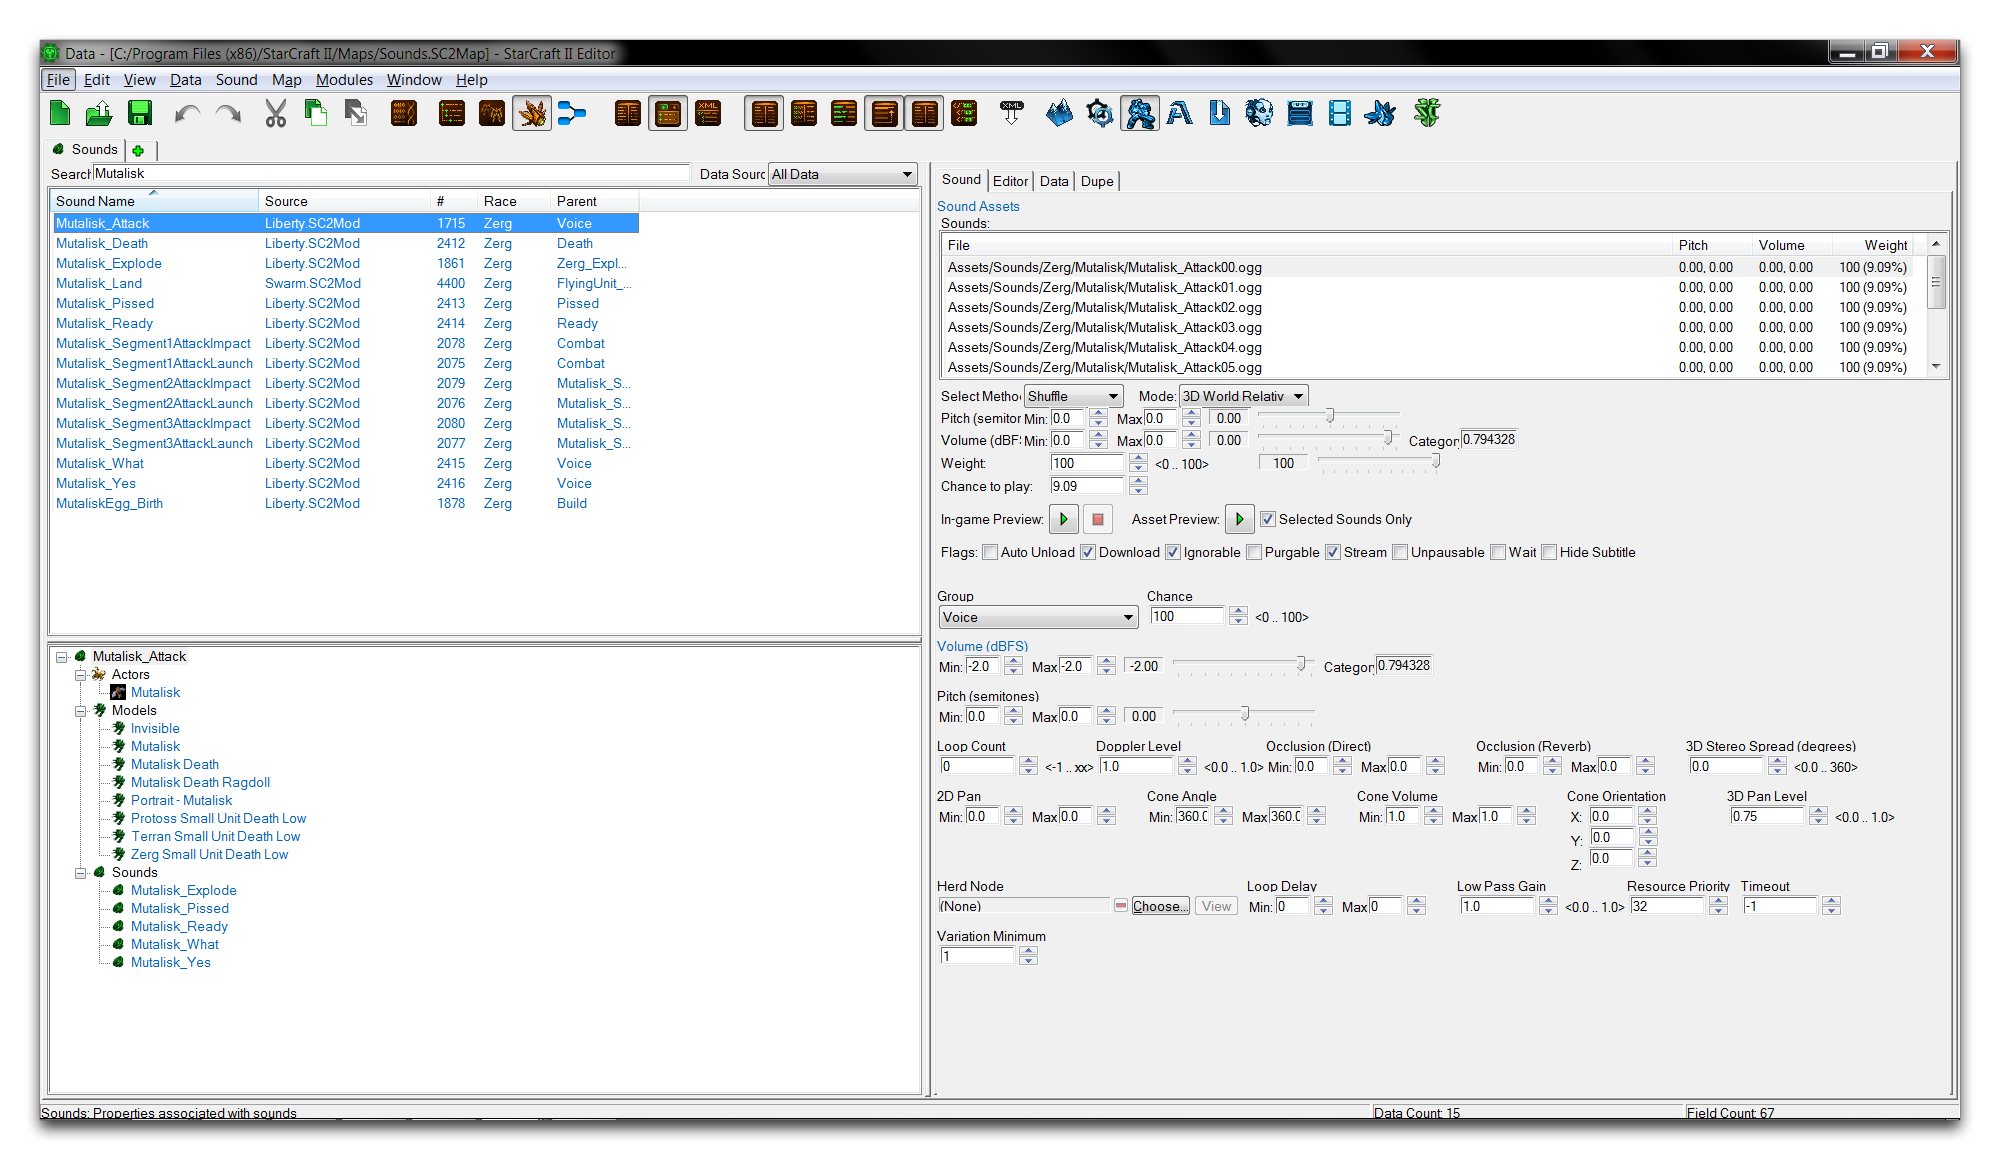 Data - [C:/Program Files (x86)/StarCraft II/Maps/Sounds.SC2Map] - StarCraft II Editor
File Edit View Data Sound Map Modules Window Help
Sounds
Search Mutalisk Data Sourc All Data
Sound Name Source # Race Parent
Mutalisk_Attack Liberty.SC2Mod 1715 Zerg Voice
Mutalisk_Death Liberty.SC2Mod 2412 Zerg Death
Mutalisk_Explode Liberty.SC2Mod 1861 Zerg Zerg_Expl...
Mutalisk_Land Swarm.SC2Mod 4400 Zerg FlyingUnit_...
Mutalisk_Pissed Liberty.SC2Mod 2413 Zerg Pissed
Mutalisk_Ready Liberty.SC2Mod 2414 Zerg Ready
Mutalisk_Segment1AttackImpact Liberty.SC2Mod 2078 Zerg Combat
Mutalisk_Segment1AttackLaunch Liberty.SC2Mod 2075 Zerg Combat
Mutalisk_Segment2AttackImpact Liberty.SC2Mod 2079 Zerg Mutalisk_S...
Mutalisk_Segment2AttackLaunch Liberty.SC2Mod 2076 Zerg Mutalisk_S...
Mutalisk_Segment3AttackImpact Liberty.SC2Mod 2080 Zerg Mutalisk_S...
Mutalisk_Segment3AttackLaunch Liberty.SC2Mod 2077 Zerg Mutalisk_S...
Mutalisk_What Liberty.SC2Mod 2415 Zerg Voice
Mutalisk_Yes Liberty.SC2Mod 2416 Zerg Voice
MutaliskEgg_Birth Liberty.SC2Mod 1878 Zerg Build
Mutalisk_Attack
Actors
Mutalisk
Models
Invisible
Mutalisk
Mutalisk Death
Mutalisk Death Ragdoll
Portrait - Mutalisk
Protoss Small Unit Death Low
Terran Small Unit Death Low
Zerg Small Unit Death Low
Sounds
Mutalisk_Explode
Mutalisk_Pissed
Mutalisk_Ready
Mutalisk_What
Mutalisk_Yes
Sound Editor Data Dupe
Sound Assets
Sounds:
File Pitch Volume Weight
Assets/Sounds/Zerg/Mutalisk/Mutalisk_Attack00.ogg 0.00, 0.00 0.00, 0.00 100 (9.09%)
Assets/Sounds/Zerg/Mutalisk/Mutalisk_Attack01.ogg 0.00, 0.00 0.00, 0.00 100 (9.09%)
Assets/Sounds/Zerg/Mutalisk/Mutalisk_Attack02.ogg 0.00, 0.00 0.00, 0.00 100 (9.09%)
Assets/Sounds/Zerg/Mutalisk/Mutalisk_Attack03.ogg 0.00, 0.00 0.00, 0.00 100 (9.09%)
Assets/Sounds/Zerg/Mutalisk/Mutalisk_Attack04.ogg 0.00, 0.00 0.00, 0.00 100 (9.09%)
Assets/Sounds/Zerg/Mutalisk/Mutalisk_Attack05.ogg 0.00, 0.00 0.00, 0.00 100 (9.09%)
Select Metho Shuffle Mode: 3D World Relativ
Pitch (semitor Min: 0.0 Max 0.0 0.00
Volume (dBFS Min: 0.0 Max 0.0 0.00 Categor 0.794328
Weight: 100 <0 .. 100> 100
Chance to play: 9.09
In-game Preview: Asset Preview: Selected Sounds Only
Flags: Auto Unload Download Ignorable Purgable Stream Unpausable Wait Hide Subtitle
Group Chance
Voice 100 <0 .. 100>
Volume (dBFS)
Min: -2.0 Max -2.0 -2.00 Categor 0.794328
Pitch (semitones)
Min: 0.0 Max 0.0 0.00
Loop Count Doppler Level Occlusion (Direct) Occlusion (Reverb) 3D Stereo Spread (degrees)
0 <-1 .. xx> 1.0 <0.0 .. 1.0> Min: 0.0 Max 0.0 Min: 0.0 Max 0.0 0.0 <0.0 .. 360>
2D Pan Cone Angle Cone Volume Cone Orientation 3D Pan Level
Min: 0.0 Max 0.0 Min: 360.0 Max 360.0 Min: 1.0 Max 1.0 X: 0.0 0.75 <0.0 .. 1.0>
Y: 0.0
Z: 0.0
Herd Node Loop Delay Low Pass Gain Resource Priority Timeout
(None) Choose... View Min: 0 Max 0 1.0 <0.0 .. 1.0> 32 -1
Variation Minimum
1
Sounds: Properties associated with sounds Data Count: 15 Field Count: 67